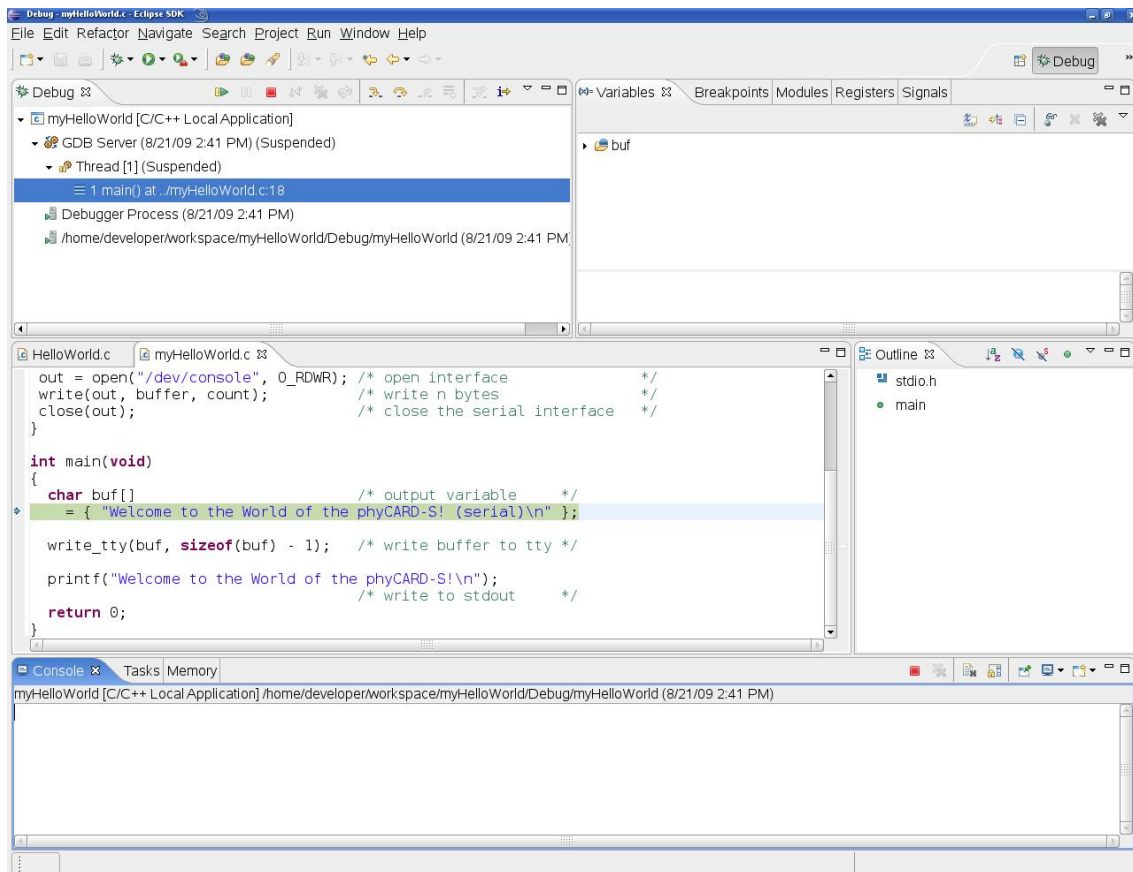 Debug - myHelloWorld.c - Eclipse SDK
File Edit Refactor Navigate Search Project Run Window Help
Debug
»
Debug
myHelloWorld [C/C++ Local Application]
GDB Server (8/21/09 2:41 PM) (Suspended)
Thread [1] (Suspended)
1 main() at ../myHelloWorld.c:18
Debugger Process (8/21/09 2:41 PM)
/home/developer/workspace/myHelloWorld/Debug/myHelloWorld (8/21/09 2:41 PM)
Variables Breakpoints Modules Registers Signals
buf
HelloWorld.c myHelloWorld.c
out = open("/dev/console", O_RDWR); /* open interface */
write(out, buffer, count); /* write n bytes */
close(out); /* close the serial interface */
}
int main(void)
{
char buf[] /* output variable */
= { "Welcome to the World of the phyCARD-S! (serial)\n" };
write_tty(buf, sizeof(buf) - 1); /* write buffer to tty */
printf("Welcome to the World of the phyCARD-S!\n");
/* write to stdout */
return 0;
}
Outline
stdio.h
main
Console Tasks Memory
myHelloWorld [C/C++ Local Application] /home/developer/workspace/myHelloWorld/Debug/myHelloWorld (8/21/09 2:41 PM)